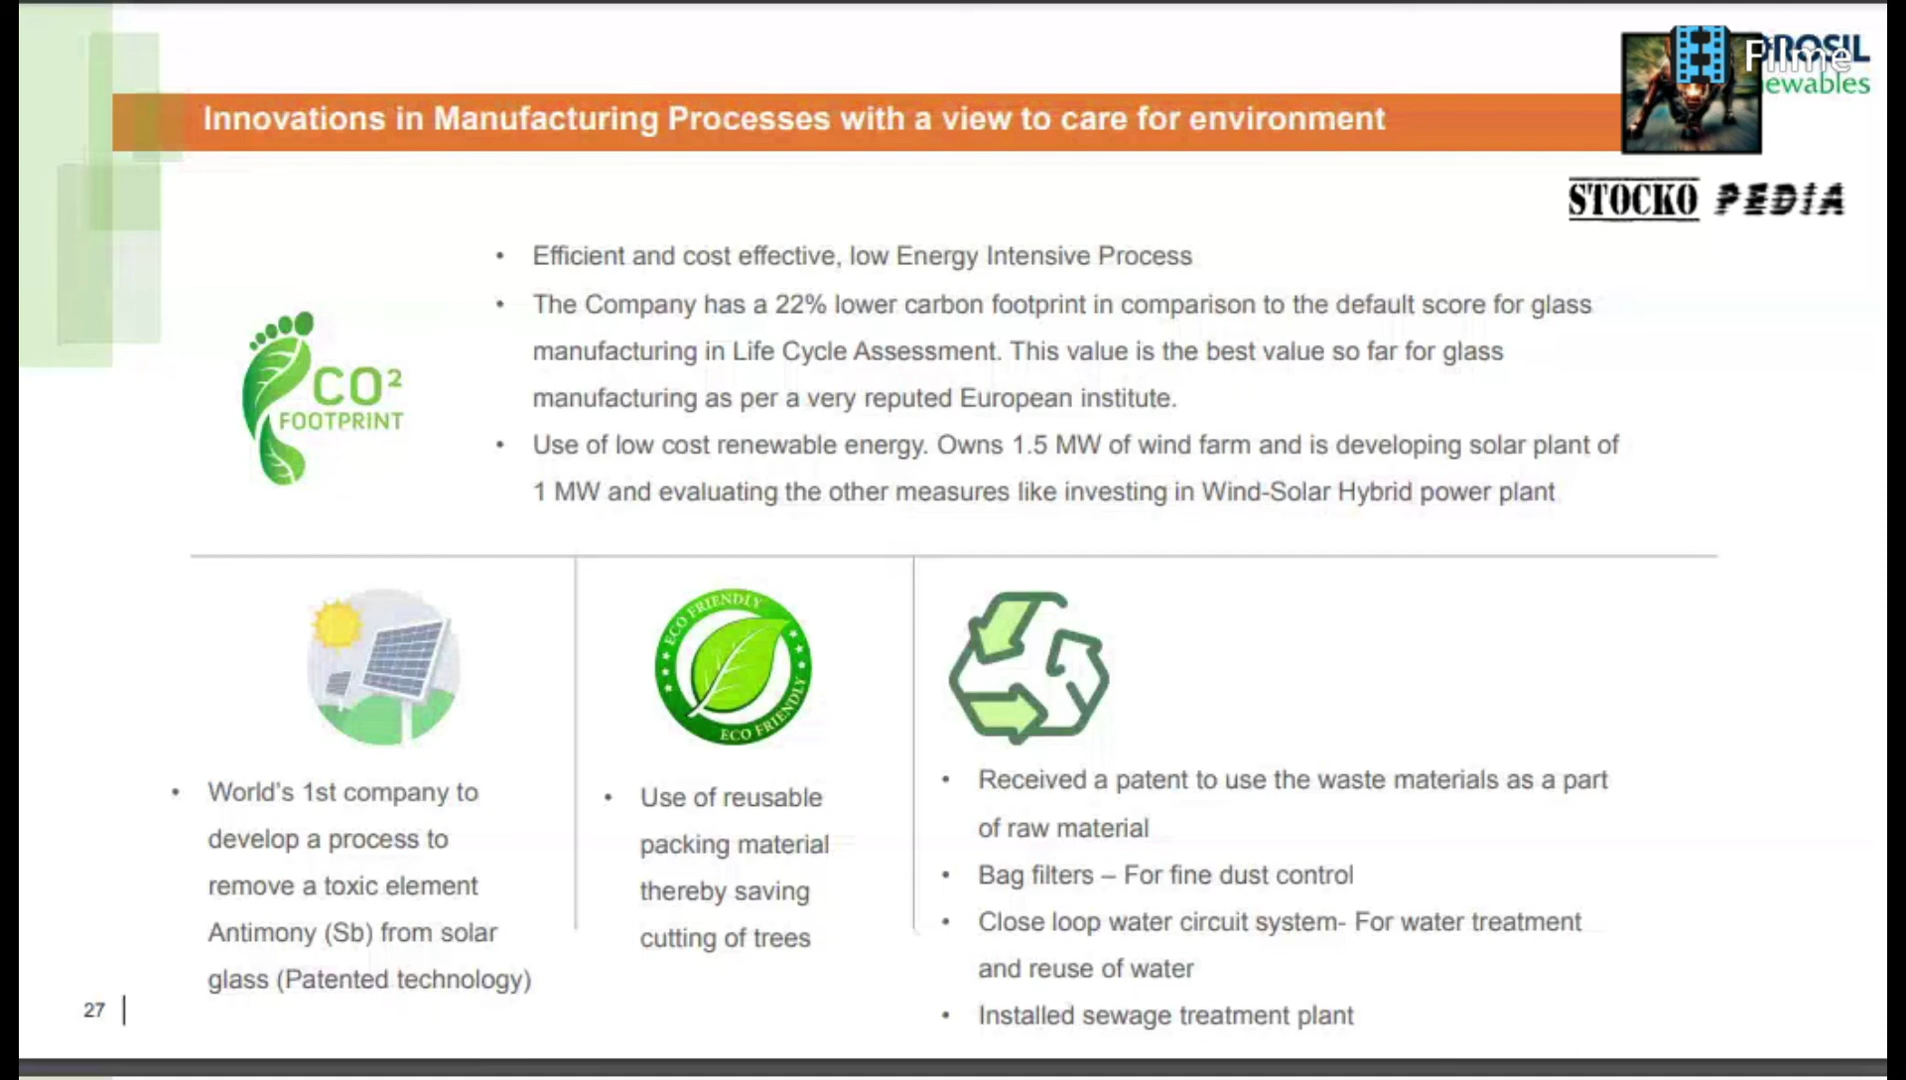 Filme
ROSIL
ewables
Innovations in Manufacturing Processes with a view to care for environment
STOCKO PEDIA
• Efficient and cost effective, low Energy Intensive Process
• The Company has a 22% lower carbon footprint in comparison to the default score for glass
manufacturing in Life Cycle Assessment. This value is the best value so far for glass
manufacturing as per a very reputed European institute.
• Use of low cost renewable energy. Owns 1.5 MW of wind farm and is developing solar plant of
1 MW and evaluating the other measures like investing in Wind-Solar Hybrid power plant
CO²
FOOTPRINT
ECO FRIENDLY
ECO FRIENDLY
• World's 1st company to
develop a process to
remove a toxic element
Antimony (Sb) from solar
glass (Patented technology)
• Use of reusable
packing material
thereby saving
cutting of trees
• Received a patent to use the waste materials as a part
of raw material
• Bag filters – For fine dust control
• Close loop water circuit system- For water treatment
and reuse of water
• Installed sewage treatment plant
27